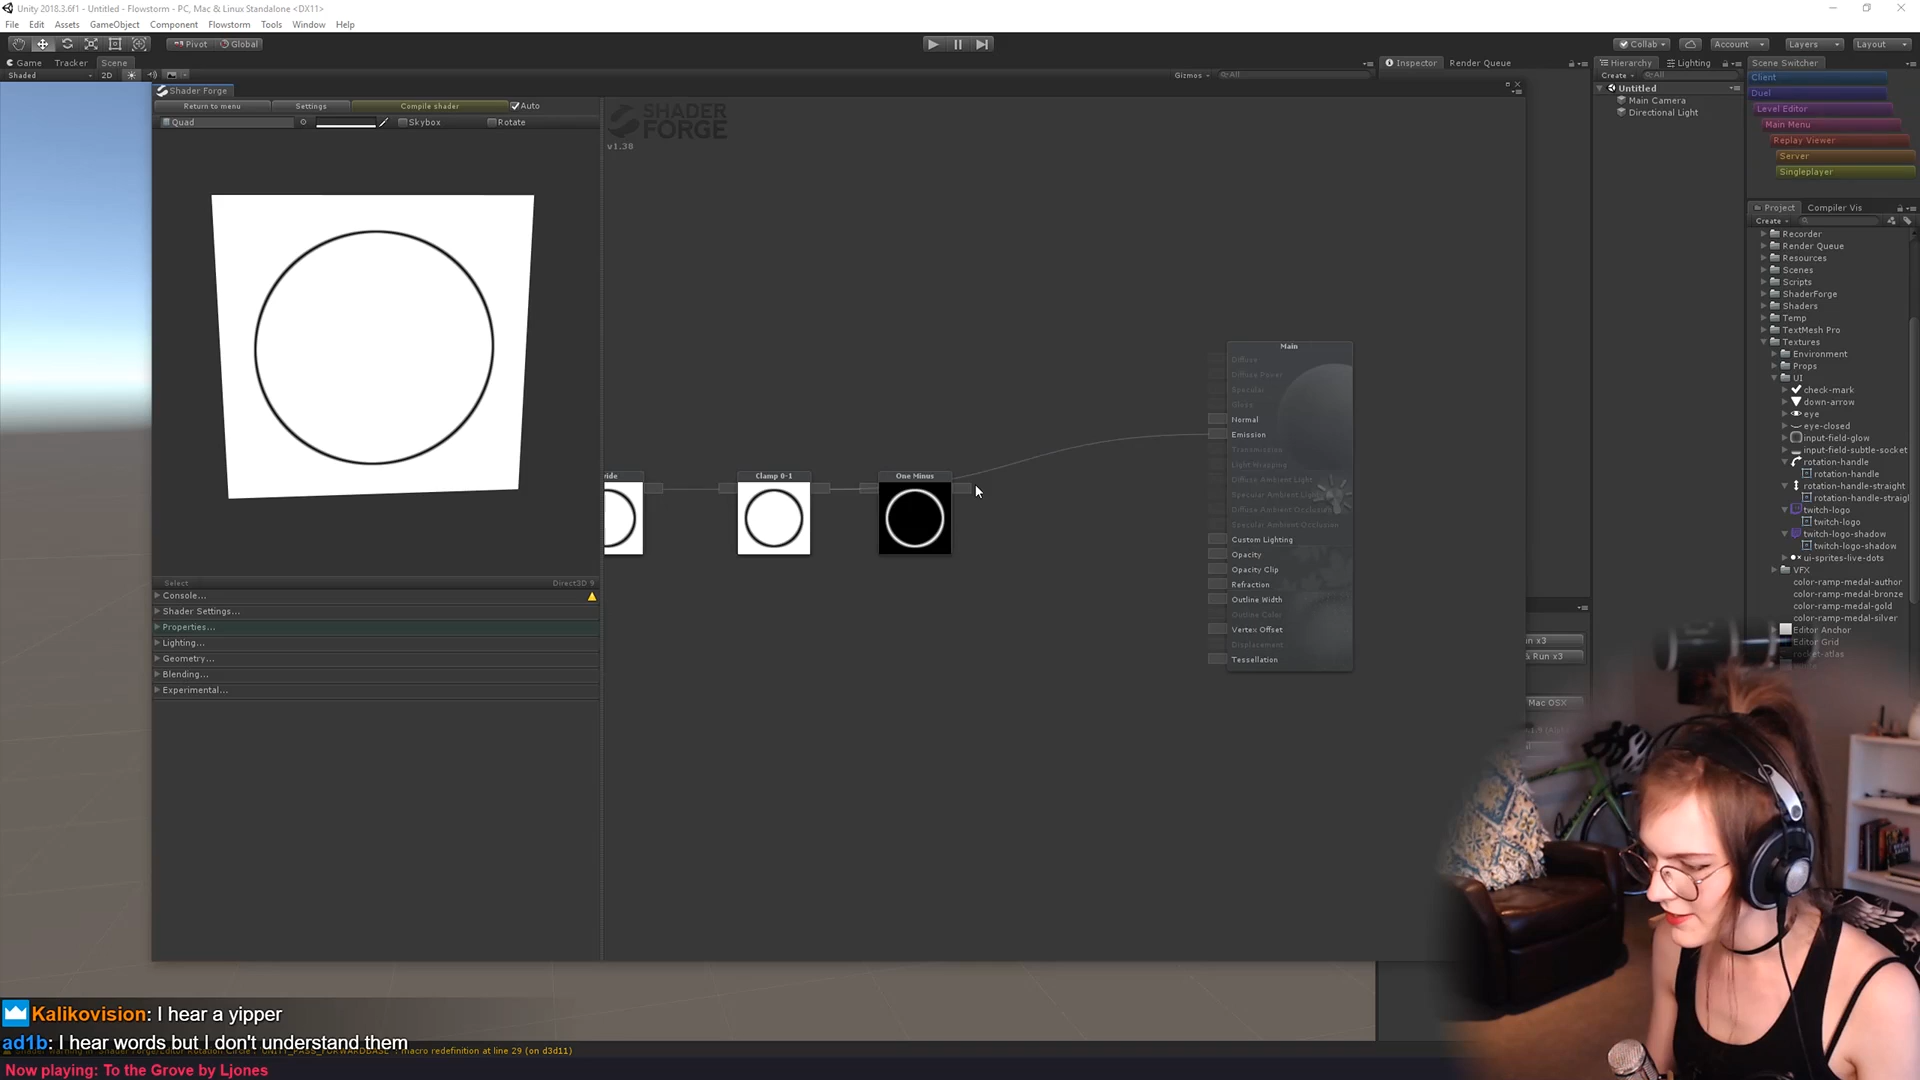 Unity 2018.3.6f1 - Untitled - Flowstorm - PC, Mac & Linux Standalone <DX11>
File Edit Assets GameObject Component Flowstorm Tools Window Help
Pivot Global
Collab Account Layers Layout
Game Tracker Scene
Inspector Render Queue
Hierarchy Lighting
Scene Switcher
Shaded 2D
Gizmos All
Create All
Client
Shader Forge
Untitled
Duel
Return to menu Settings Compile shader Auto
Main Camera
Level Editor
Quad Skybox Rotate
SHADER FORGE
Directional Light
Main Menu
v1.38
Replay Viewer
Server
Singleplayer
Project Compiler Vis
Create
Recorder
Render Queue
Resources
Scenes
Scripts
ShaderForge
Shaders
Temp
TextMesh Pro
Textures
Environment
Props
UI
check-mark
down-arrow
eye
eye-closed
input-field-glow
input-field-subtle-socket
rotation-handle
rotation-handle
rotation-handle-straight
rotation-handle-straigl
twitch-logo
twitch-logo
twitch-logo-shadow
twitch-logo-shadow
ui-sprites-live-dots
VFX
color-ramp-medal-author
color-ramp-medal-bronze
color-ramp-medal-gold
color-ramp-medal-silver
Editor Anchor
Editor Grid
rocket-atlas
Main
Diffuse
Diffuse Power
Specular
Gloss
Normal
Emission
Transmission
Light Wrapping
Diffuse Ambient Light
Specular Ambient Lig
Diffuse Ambient Occlusion
Specular Ambient Occlusion
Custom Lighting
Opacity
Opacity Clip
Refraction
Outline Width
Outline Color
Vertex Offset
Displacement
Tessellation
ide
Clamp 0-1
One Minus
Select Direct3D 9
Console...
Shader Settings...
Properties...
Lighting...
Geometry...
Blending...
Experimental...
n x3
& Run x3
Mac OSX
Kalikovision: I hear a yipper
ad1b: I hear words but I don't understand them
macro redefinition at line 29 (on d3d11)
Now playing: To the Grove by Ljones